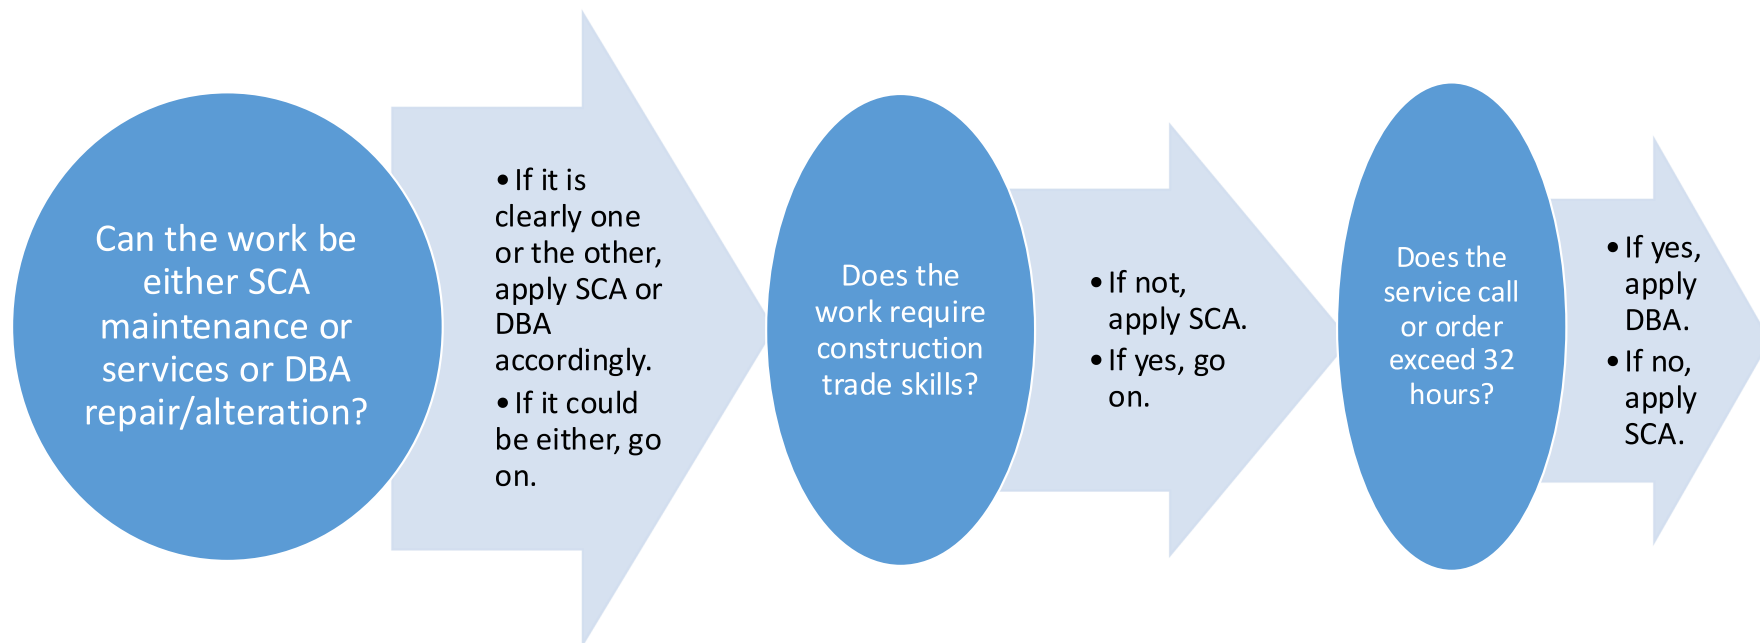 Can the work be
either SCA
maintenance or
services or DBA
repair/alteration?
• If it is
clearly one
or the other,
apply SCA or
DBA
accordingly.
• If it could
be either, go
on.
Does the
work require
construction
trade skills?
• If not,
apply SCA.
• If yes, go
on.
Does the
service call
or order
exceed 32
hours?
• If yes,
apply
DBA.
• If no,
apply
SCA.